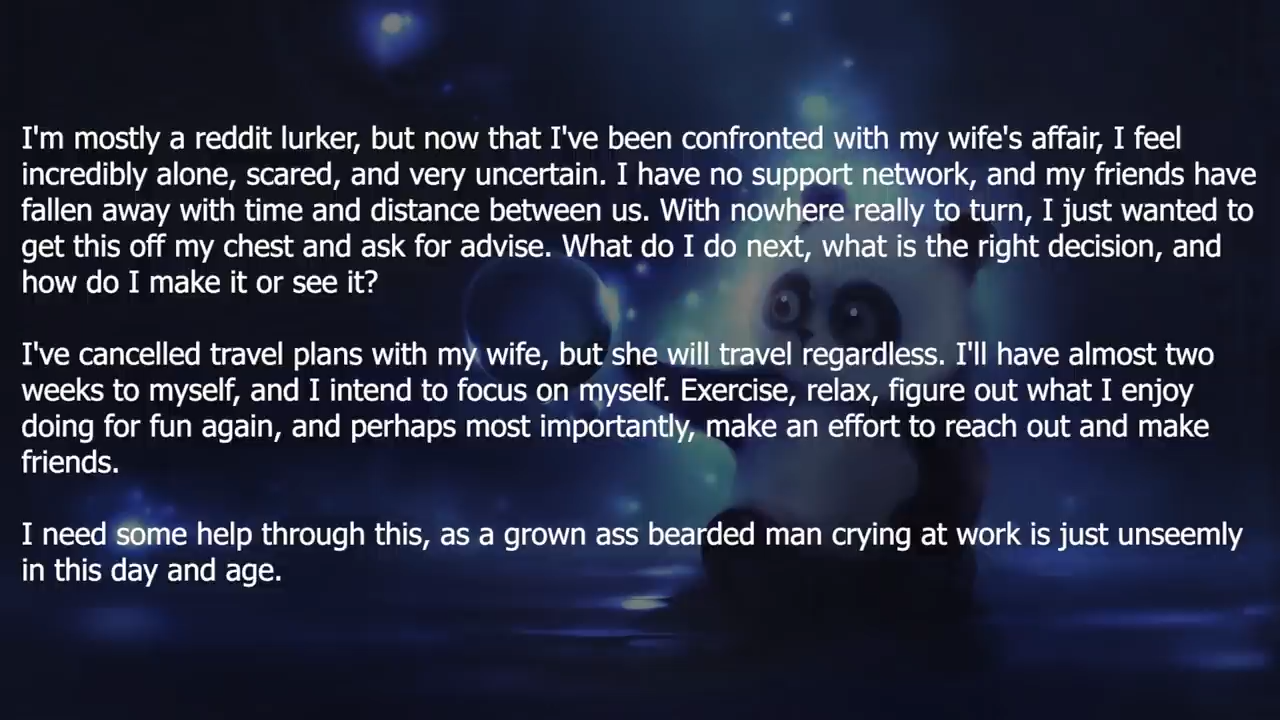 I'm mostly a reddit lurker, but now that I've been confronted with my wife's affair, I feel
incredibly alone, scared, and very uncertain. I have no support network, and my friends have
fallen away with time and distance between us. With nowhere really to turn, I just wanted to
get this off my chest and ask for advise. What do I do next, what is the right decision, and
how do I make it or see it?
I've cancelled travel plans with my wife, but she will travel regardless. I'll have almost two
weeks to myself, and I intend to focus on myself. Exercise, relax, figure out what I enjoy
doing for fun again, and perhaps most importantly, make an effort to reach out and make
friends.
I need some help through this, as a grown ass bearded man crying at work is just unseemly
in this day and age.